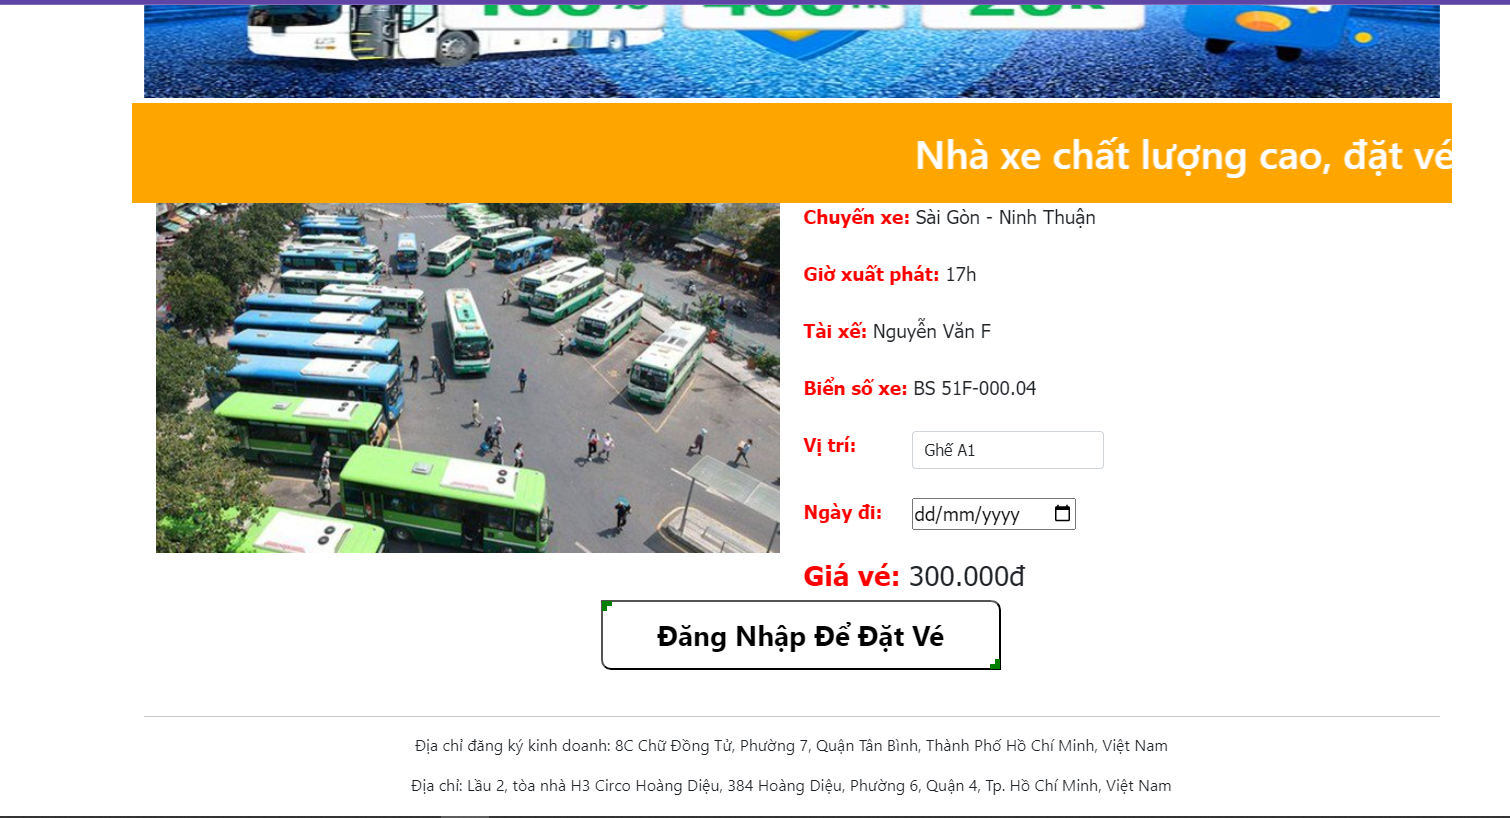 Nhà xe chất lượng cao, đặt vé
Chuyến xe: Sài Gòn - Ninh Thuận
Giờ xuất phát: 17h
Tài xế: Nguyễn Văn F
Biển số xe: BS 51F-000.04
Vị trí: Ghế A1
Ngày đi: dd/mm/yyyy
Giá vé: 300.000đ
Đăng Nhập Để Đặt Vé
Địa chỉ đăng ký kinh doanh: 8C Chữ Đồng Tử, Phường 7, Quận Tân Bình, Thành Phố Hồ Chí Minh, Việt Nam
Địa chỉ: Lầu 2, tòa nhà H3 Circo Hoàng Diệu, 384 Hoàng Diệu, Phường 6, Quận 4, Tp. Hồ Chí Minh, Việt Nam